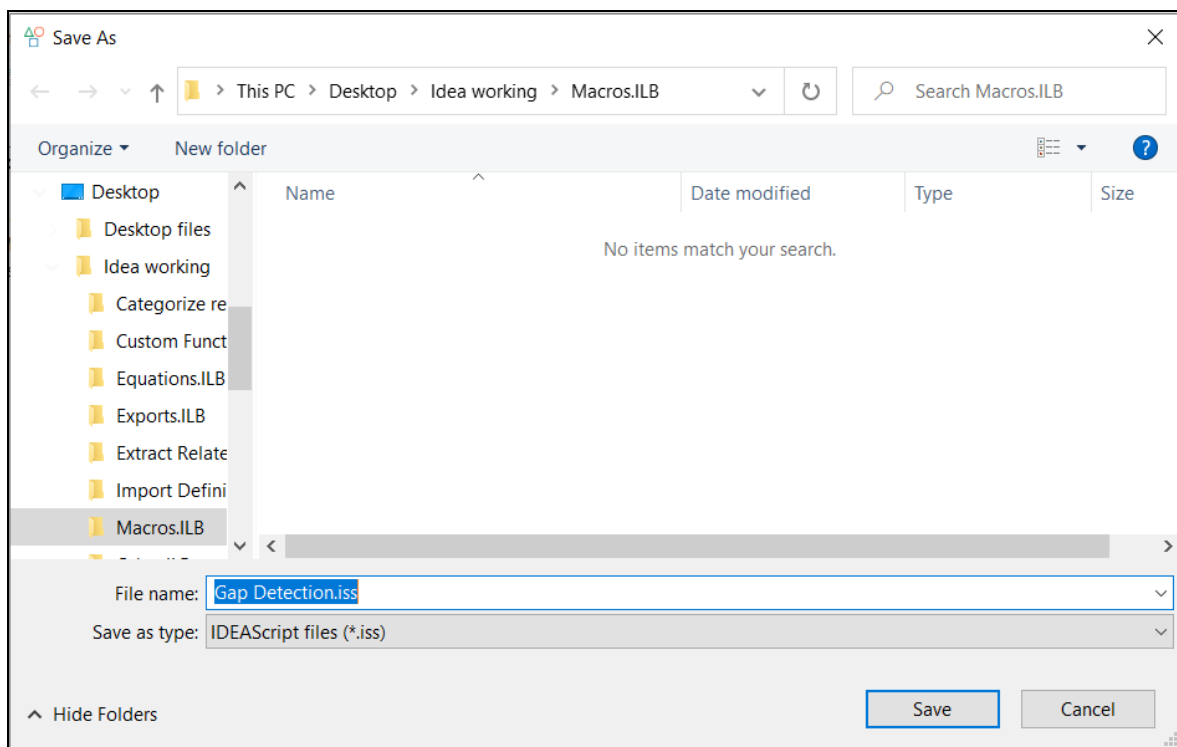 Save As
This PC > Desktop > Idea working > Macros.ILB
Search Macros.ILB
Organize
New folder
Name
Date modified
Type
Size
No items match your search.
Desktop
Desktop files
Idea working
Categorize re
Custom Funct
Equations.ILB
Exports.ILB
Extract Relate
Import Defini
Macros.ILB
File name: Gap Detection.iss
Save as type: IDEAScript files (*.iss)
Hide Folders
Save
Cancel